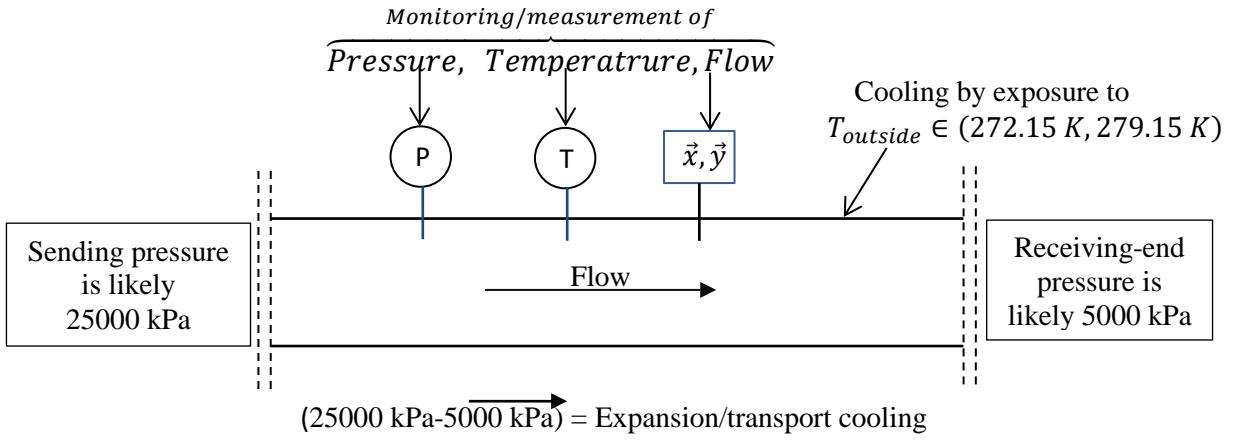 Monitoring/measurement of
Pressure, Temperatrure, Flow
Cooling by exposure to
T_outside ∈ (272.15 K, 279.15 K)
P
T
x⃗, y⃗
Sending pressure
is likely
25000 kPa
Flow
Receiving-end
pressure is
likely 5000 kPa
(25000 kPa-5000 kPa) = Expansion/transport cooling